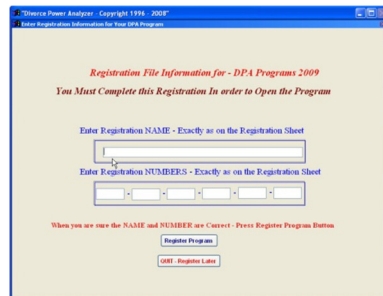 "Divorce Power Analyzer - Copyright 1996 - 2008"
Enter Registration Information for Your DPA Program
Registration File Information for - DPA Programs 2009
You Must Complete this Registration In order to Open the Program
Enter Registration NAME - Exactly as on the Registration Sheet
Enter Registration NUMBERS - Exactly as on the Registration Sheet
- - - - -
When you are sure the NAME and NUMBER are Correct - Press Register Program Button
Register Program
QUIT - Register Later